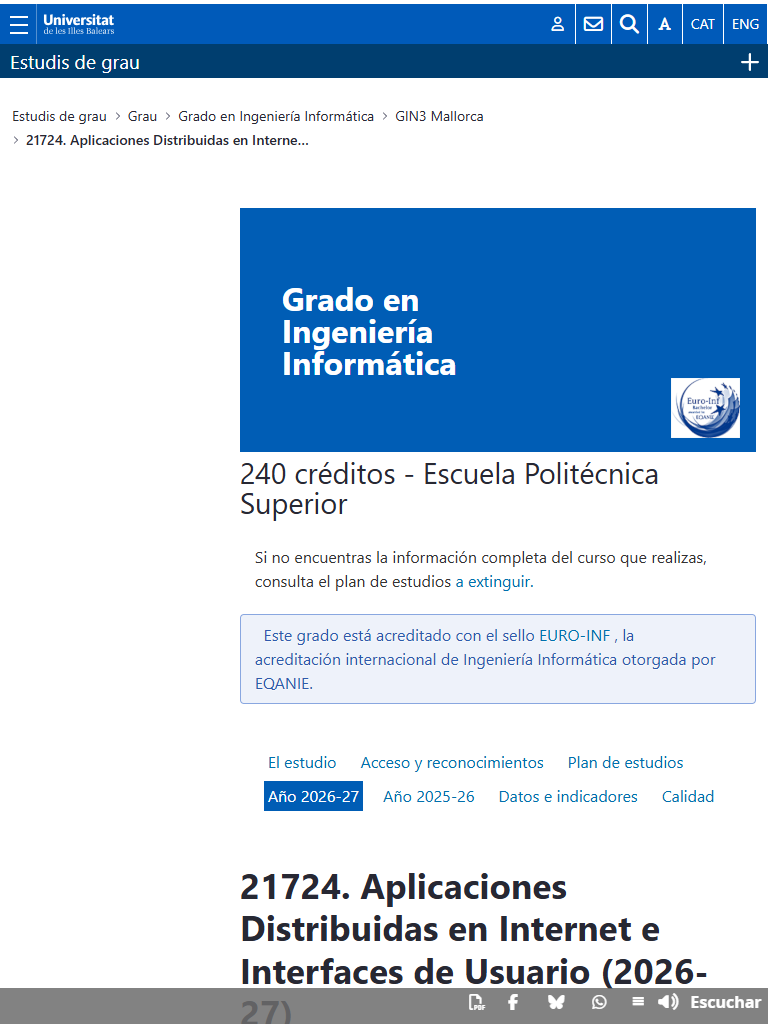 Universitat
de les Illes Balears
A
CAT
ENG
Estudis de grau
Estudis de grau > Grau > Grado en Ingeniería Informática > GIN3 Mallorca
> 21724. Aplicaciones Distribuidas en Interne...
Grado en
Ingeniería
Informática
Euro-Inf
Bachelor
EQANIE
240 créditos - Escuela Politécnica
Superior
Si no encuentras la información completa del curso que realizas,
consulta el plan de estudios a extinguir.
Este grado está acreditado con el sello EURO-INF , la
acreditación internacional de Ingeniería Informática otorgada por
EQANIE.
El estudio Acceso y reconocimientos Plan de estudios
Año 2026-27 Año 2025-26 Datos e indicadores Calidad
21724. Aplicaciones
Distribuidas en Internet e
Interfaces de Usuario (2026-
27)
PDF
Escuchar